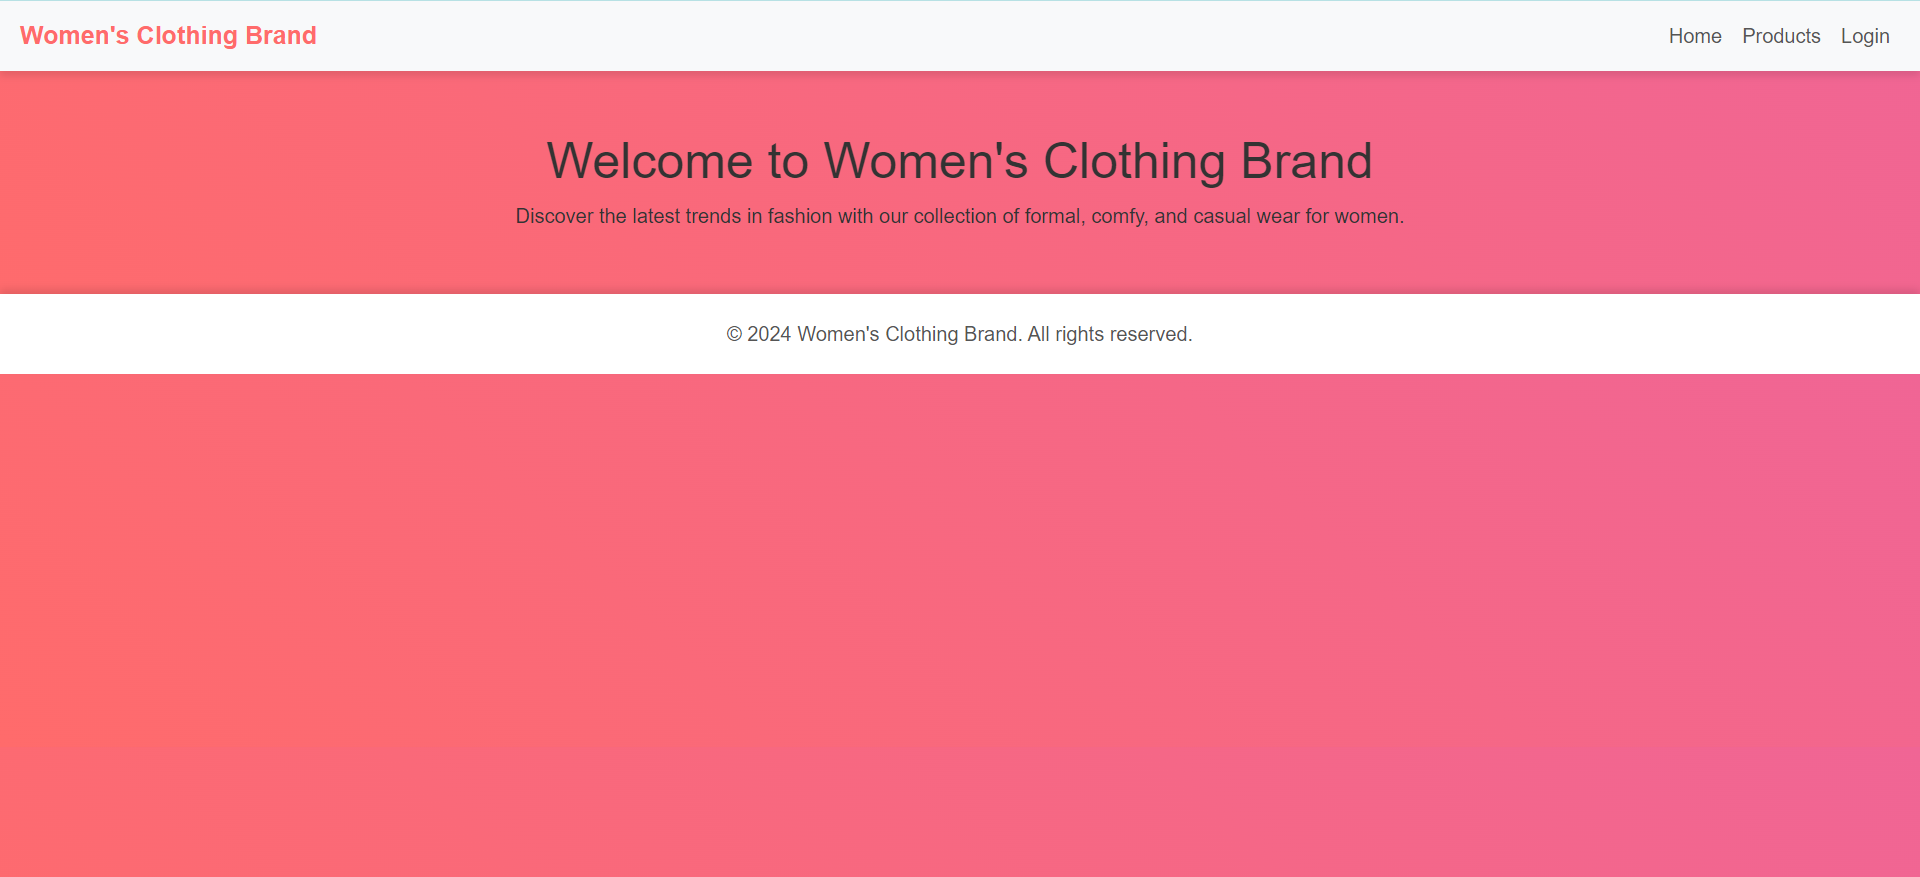 Women's Clothing Brand
Home Products Login
Welcome to Women's Clothing Brand
Discover the latest trends in fashion with our collection of formal, comfy, and casual wear for women.
© 2024 Women's Clothing Brand. All rights reserved.